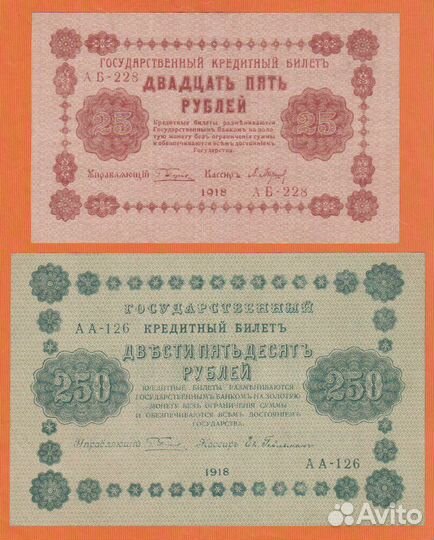 ГОСУДАРСТВЕННЫЙ КРЕДИТНЫЙ БИЛЕТЪ
АБ-228
ДВАДЦАТЬ ПЯТЬ
РУБЛЕЙ
25 25
Кредитные билеты размѣниваются
Государственнымъ Банкомъ на золо-
тую монету безъ ограниченія суммы
и обезпечиваются всѣмъ достояніемъ
Государства.
Управляющій Кассиръ
1918 АБ-228
ГОСУДАРСТВЕННЫЙ
АА-126 КРЕДИТНЫЙ БИЛЕТЪ
ДВѢСТИ ПЯТЬДЕСЯТЪ
РУБЛЕЙ
250 250
КРЕДИТНЫЕ БИЛЕТЫ РАЗМѢНИВАЮТСЯ
ГОСУДАРСТВЕННЫМЪ БАНКОМЪ НА ЗОЛОТУЮ
МОНЕТУ БЕЗЪ ОГРАНИЧЕНІЯ СУММЫ
И ОБЕЗПЕЧИВАЮТСЯ ВСѢМЪ ДОСТОЯНІЕМЪ
ГОСУДАРСТВА.
Управляющій Кассиръ
1918
АА-126
Avito